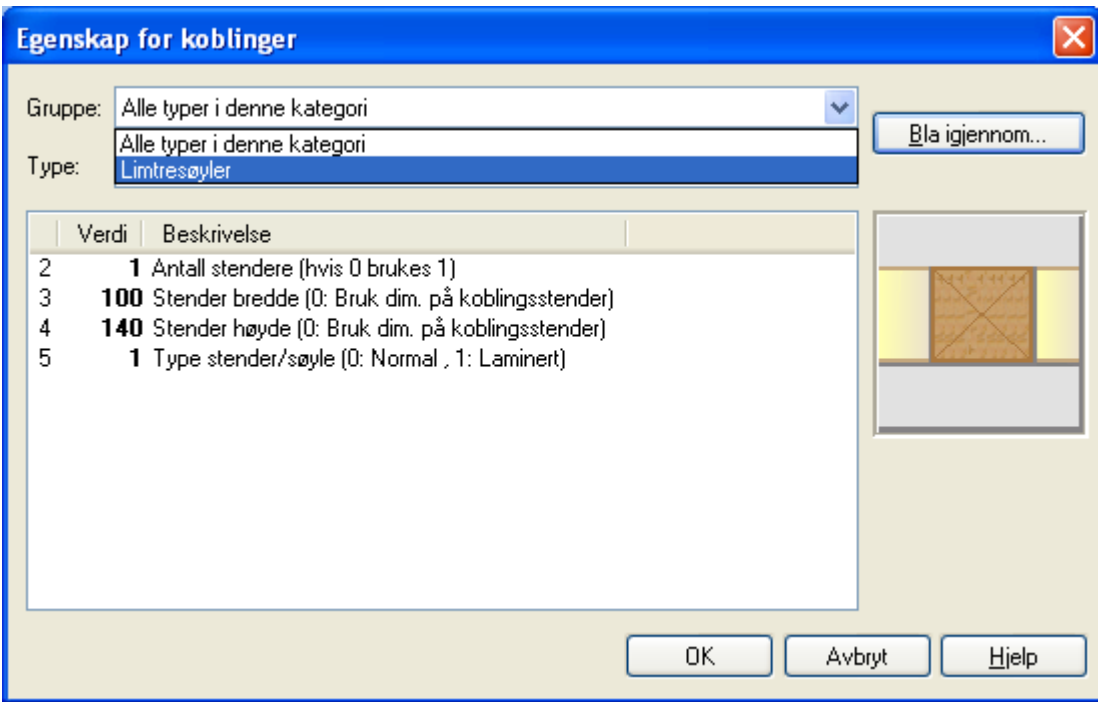 Egenskap for koblinger
Gruppe: Alle typer i denne kategori
Bla igjennom...
Alle typer i denne kategori
Type: Limtresøyler
Verdi Beskrivelse
2 1 Antall stendere (hvis 0 brukes 1)
3 100 Stender bredde (0: Bruk dim. på koblingsstender)
4 140 Stender høyde (0: Bruk dim. på koblingsstender)
5 1 Type stender/søyle (0: Normal , 1: Laminert)
OK Avbryt Hjelp